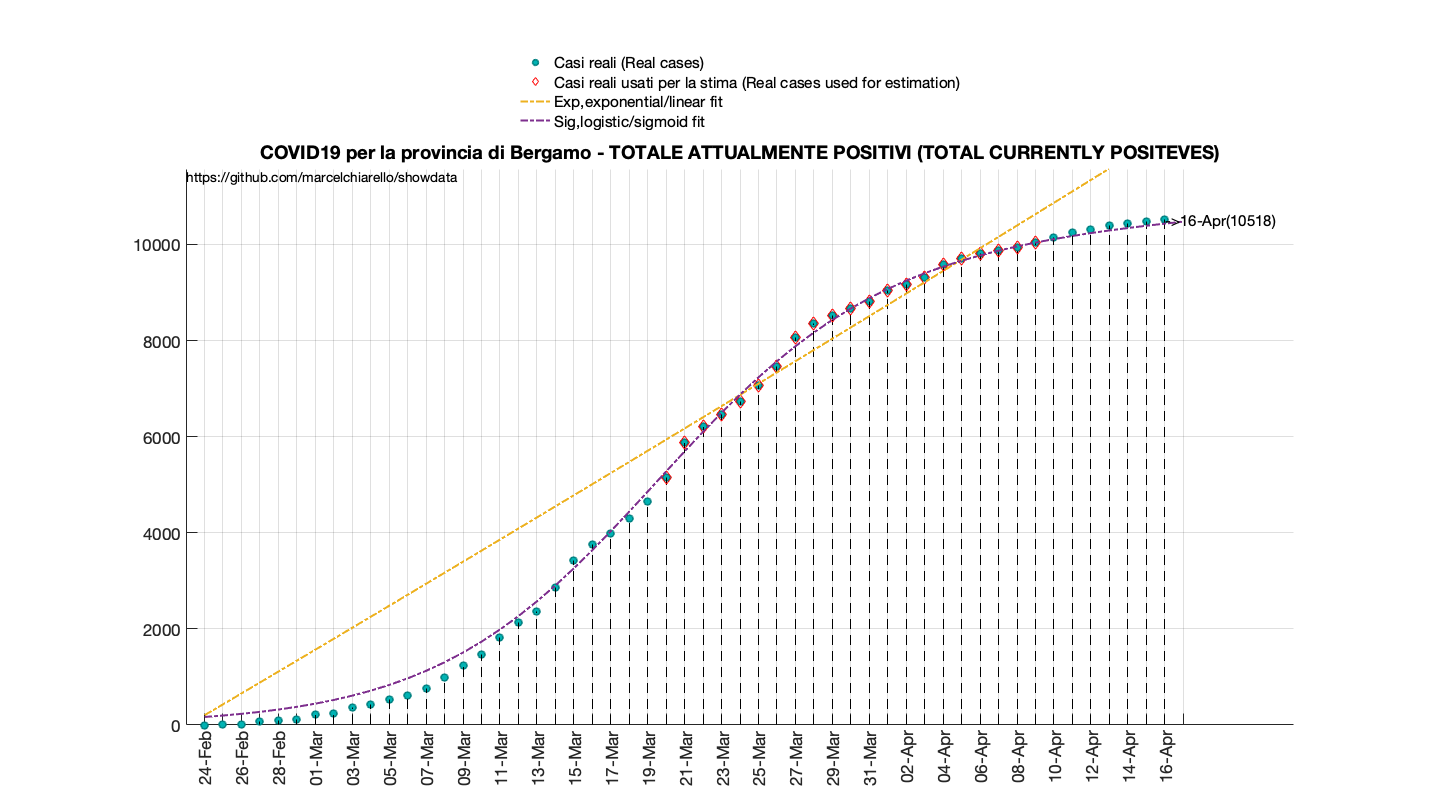 Casi reali (Real cases)
Casi reali usati per la stima (Real cases used for estimation)
Exp,exponential/linear fit
Sig,logistic/sigmoid fit
COVID19 per la provincia di Bergamo - TOTALE ATTUALMENTE POSITIVI (TOTAL CURRENTLY POSITEVES)
https://github.com/marcelchiarello/showdata
16-Apr(10518)
10000
8000
6000
4000
2000
0
24-Feb
26-Feb
28-Feb
01-Mar
03-Mar
05-Mar
07-Mar
09-Mar
11-Mar
13-Mar
15-Mar
17-Mar
19-Mar
21-Mar
23-Mar
25-Mar
27-Mar
29-Mar
31-Mar
02-Apr
04-Apr
06-Apr
08-Apr
10-Apr
12-Apr
14-Apr
16-Apr